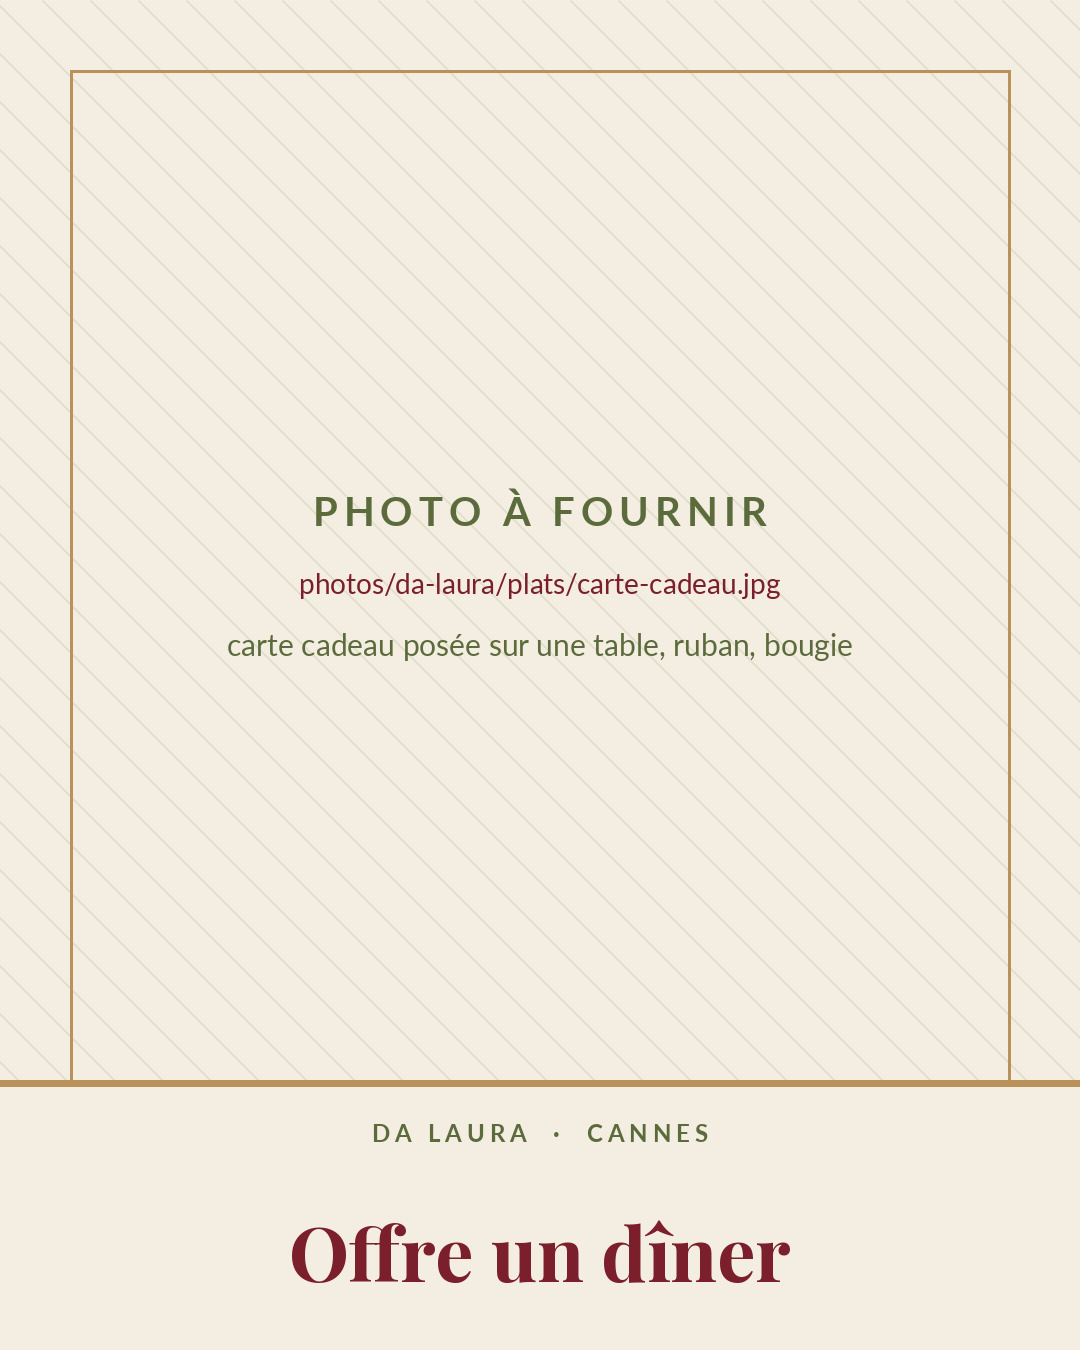 PHOTO À FOURNIR
photos/da-laura/plats/carte-cadeau.jpg
carte cadeau posée sur une table, ruban, bougie
DA LAURA · CANNES
Offre un dîner